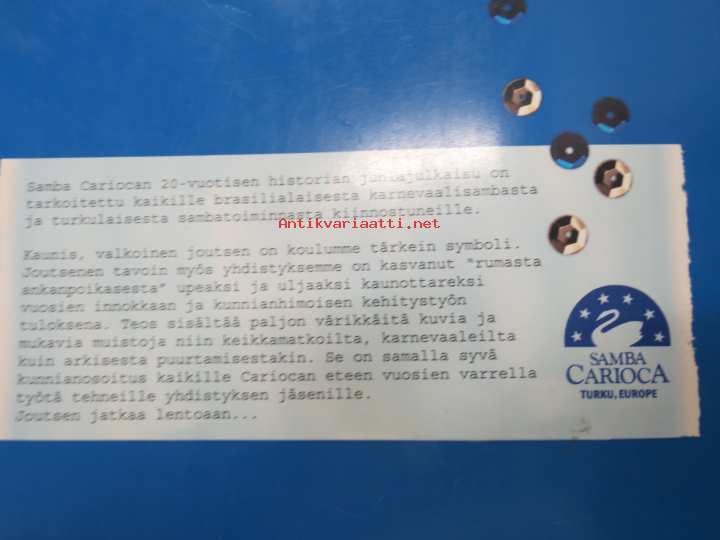 Samba Cariocan 20-vuotisen historian juhlajulkaisu on
tarkoitettu kaikille brasilialaisesta karnevaalisambasta
ja turkulaisesta sambatoiminnasta kiinnostuneille.
Antikvariaatti.net
Kaunis, valkoinen joutsen on koulumme tärkein symboli.
Joutsenen tavoin myös yhdistyksemme on kasvanut "rumasta
ankanpoikasesta" upeaksi ja uljaaksi kaunottareksi
vuosien innokkaan ja kunnianhimoisen kehitystyön
tuloksena. Teos sisältää paljon värikkäitä kuvia ja
mukavia muistoja niin keikkamatkoilta, karnevaaleilta
kuin arkisesta puurtamisestakin. Se on samalla syvä
kunnianosoitus kaikille Cariocan eteen vuosien varrella
työtä tehneille yhdistyksen jäsenille.
Joutsen jatkaa lentoaan...
SAMBA
CARIOCA
TURKU, EUROPE